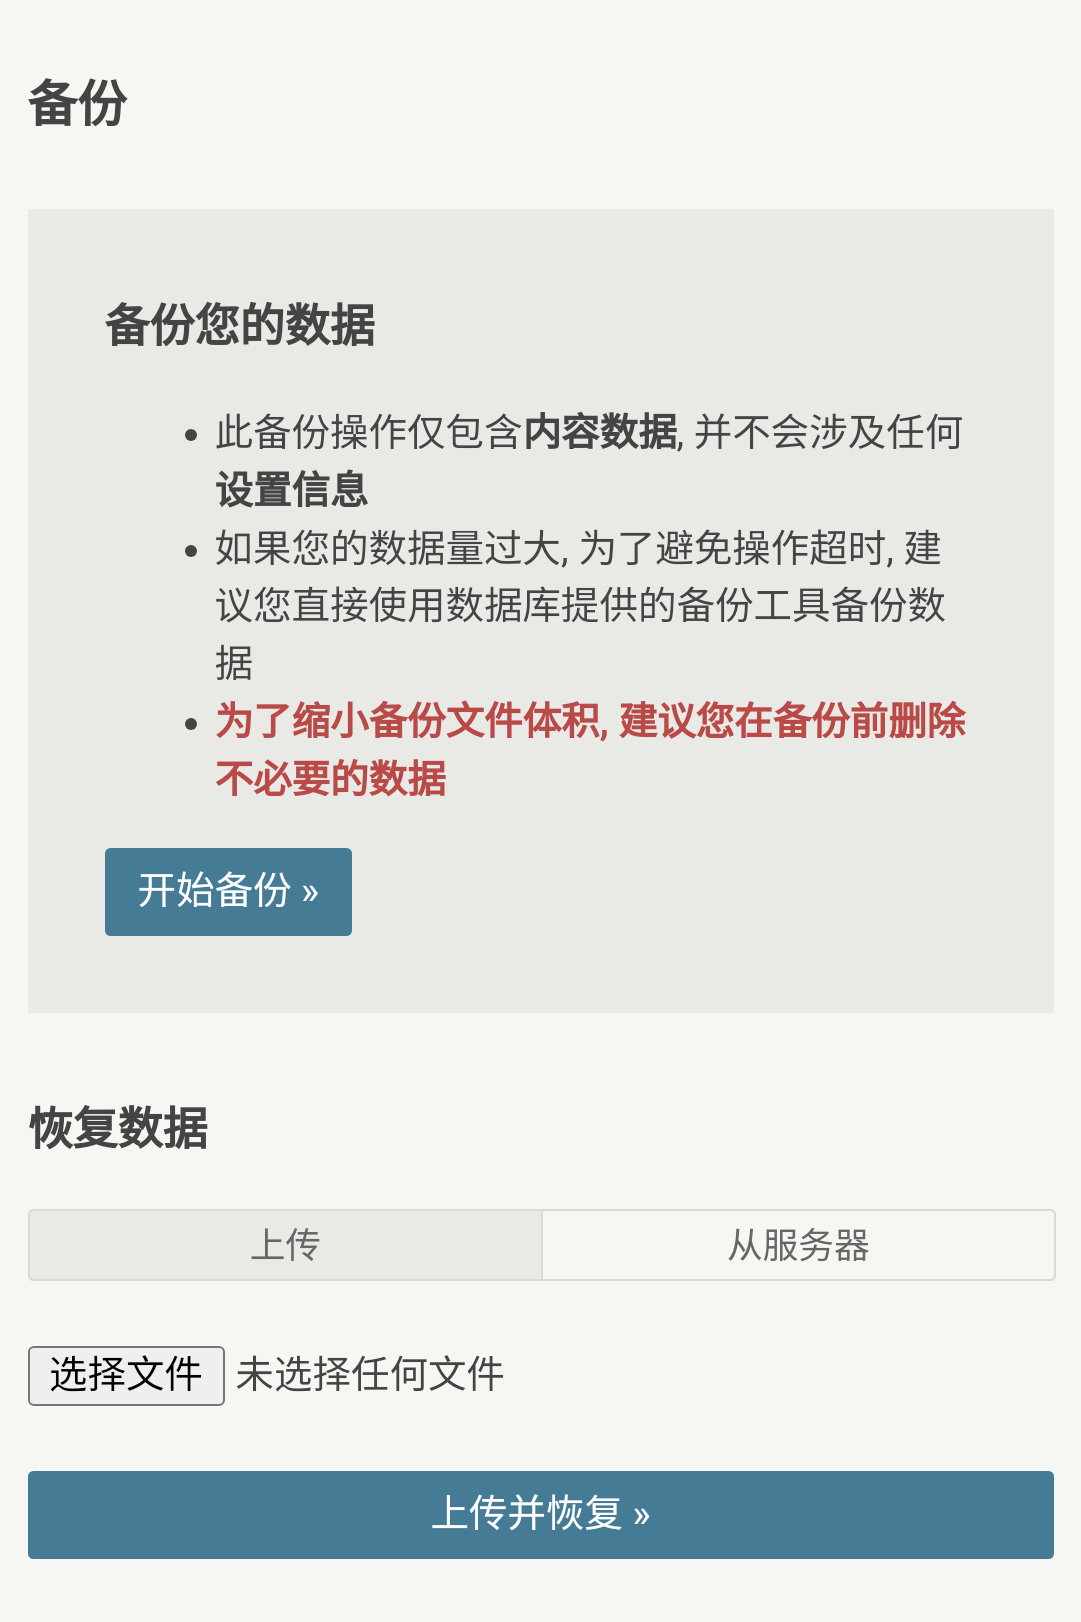 备份
备份您的数据
此备份操作仅包含内容数据, 并不会涉及任何
设置信息
如果您的数据量过大, 为了避免操作超时, 建
议您直接使用数据库提供的备份工具备份数
据
为了缩小备份文件体积, 建议您在备份前删除
不必要的数据
开始备份 »
恢复数据
上传
从服务器
选择文件 未选择任何文件
上传并恢复 »